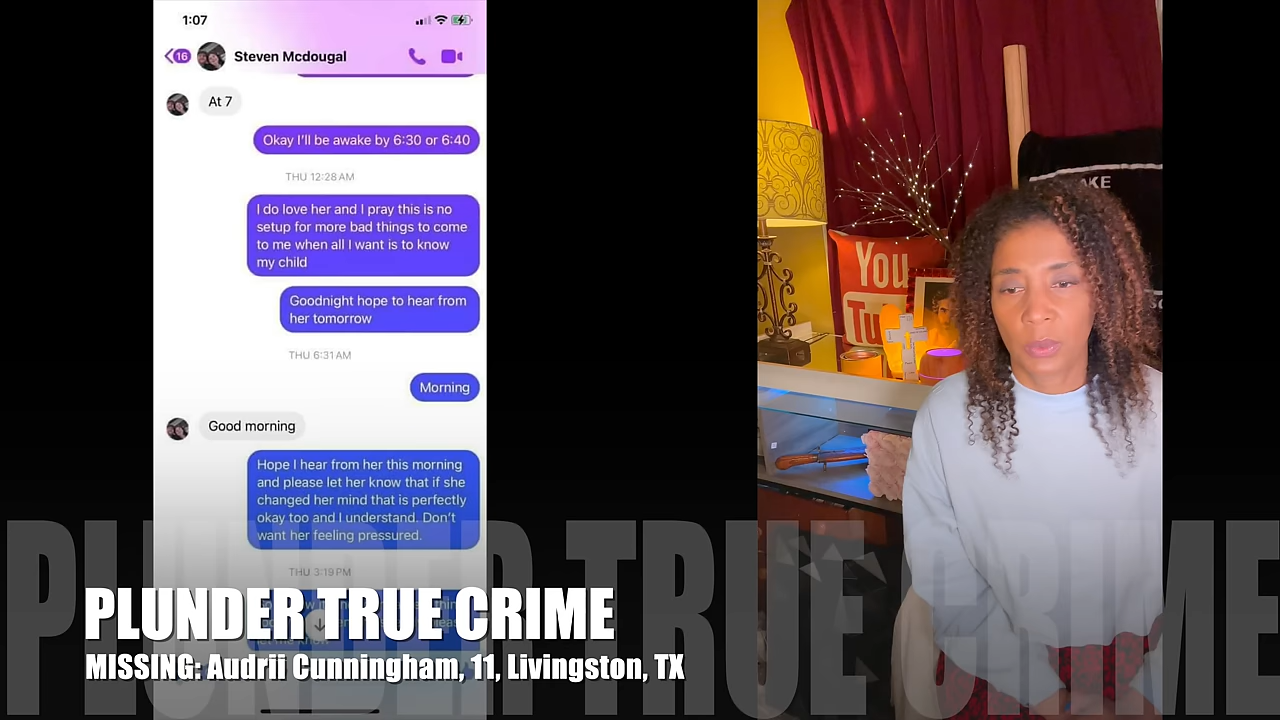 1:07
16
Steven Mcdougal
At 7
Okay I'll be awake by 6:30 or 6:40
THU 12:28 AM
I do love her and I pray this is no
setup for more bad things to come
to me when all I want is to know
my child
Goodnight hope to hear from
her tomorrow
THU 6:31 AM
Morning
Good morning
Hope I hear from her this morning
and please let her know that if she
changed her mind that is perfectly
okay too and I understand. Don't
want her feeling pressured.
THU 3:19 PM
You
Tu
AKE
PLUNDER TRUE CRIME
PLUNDER TRUE CRIME
MISSING: Audrii Cunningham, 11, Livingston, TX